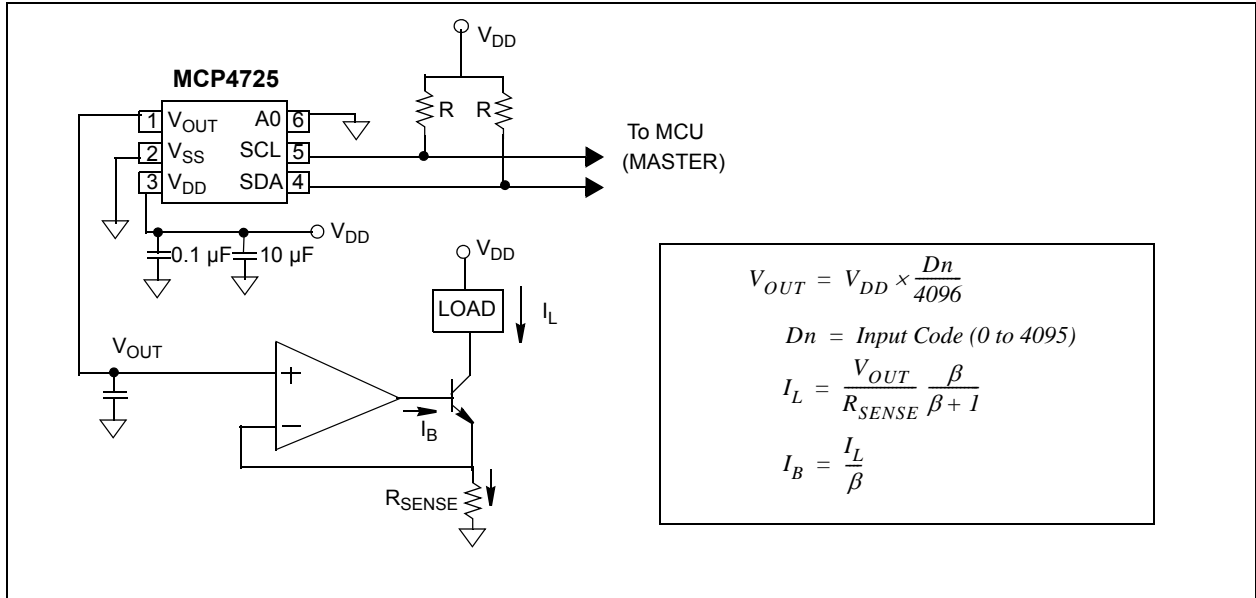 V_DD
MCP4725
R R
1 V_OUT A0 6
2 V_SS SCL 5
3 V_DD SDA 4
To MCU
(MASTER)
V_DD
0.1 µF 10 µF
V_DD
LOAD
I_L
V_OUT
+
−
I_B
R_SENSE
V_OUT = V_DD × Dn/4096
Dn = Input Code (0 to 4095)
I_L = V_OUT/R_SENSE β/β + 1
I_B = I_L/β